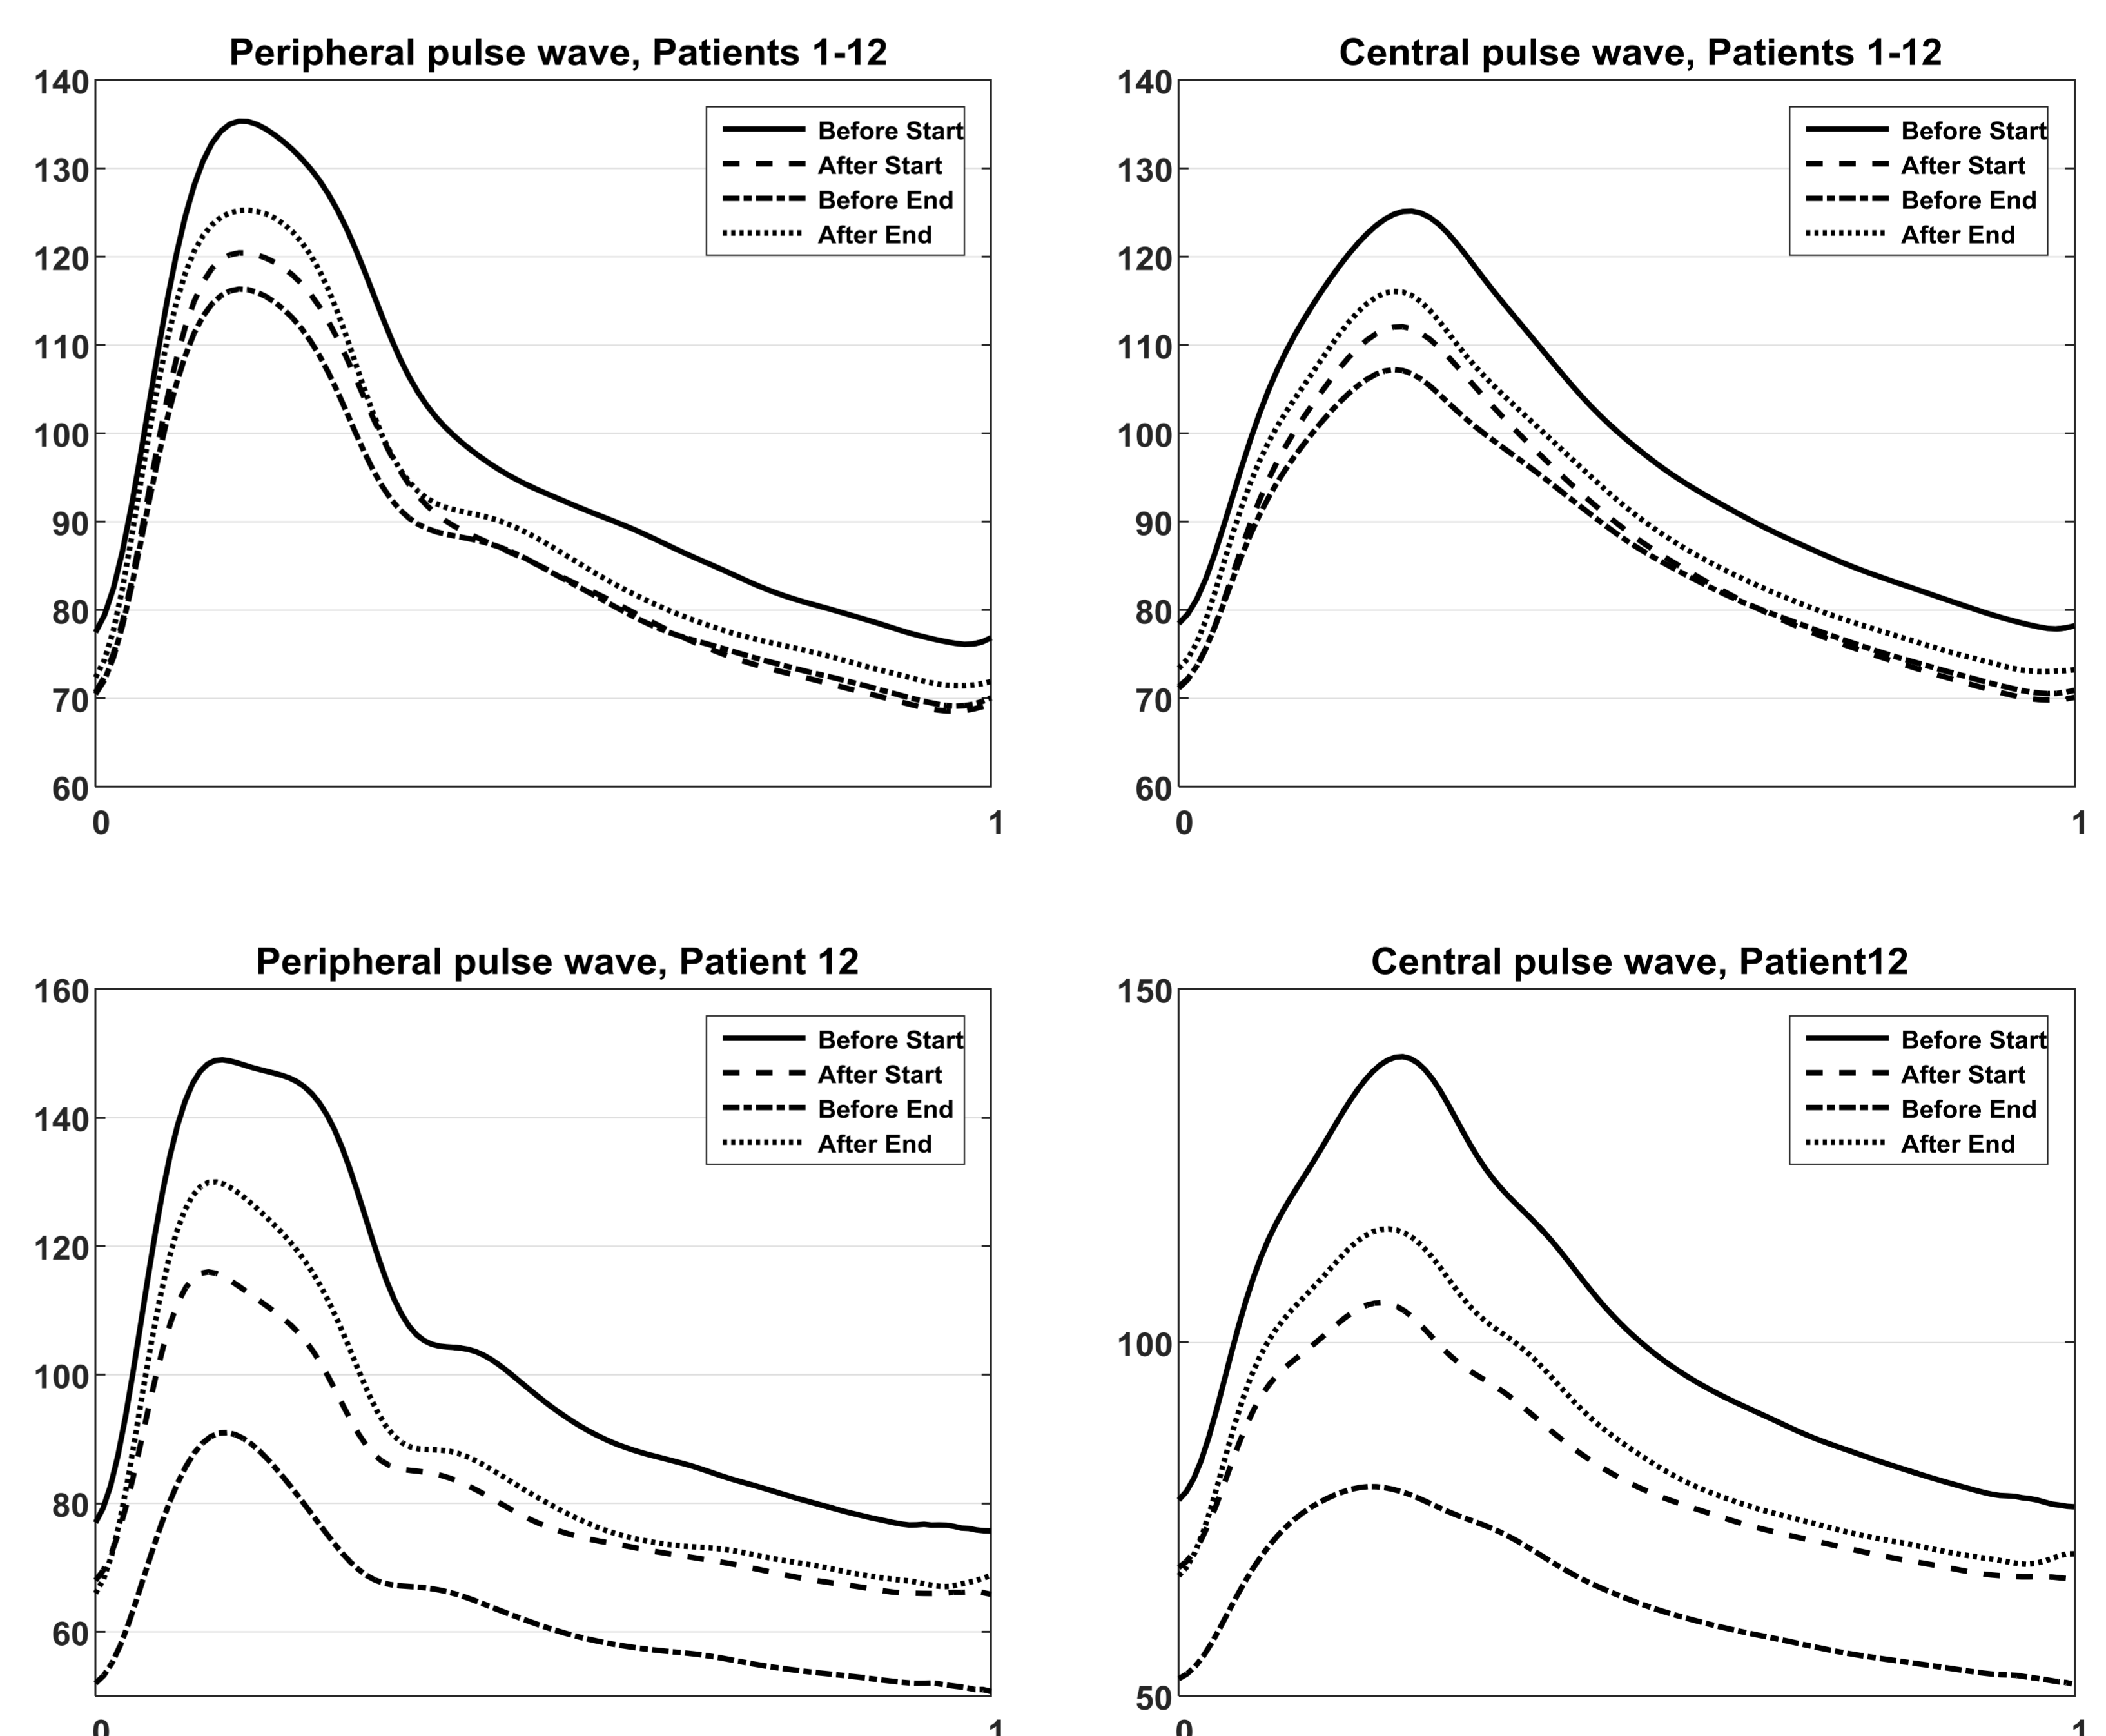 Peripheral pulse wave, Patients 1-12
140
130
120
110
100
90
80
70
60
0
1
Before Start
After Start
Before End
After End
Central pulse wave, Patients 1-12
140
130
120
110
100
90
80
70
60
0
1
Before Start
After Start
Before End
After End
Peripheral pulse wave, Patient 12
160
140
120
100
80
60
0
1
Before Start
After Start
Before End
After End
Central pulse wave, Patient12
150
100
50
0
1
Before Start
After Start
Before End
After End